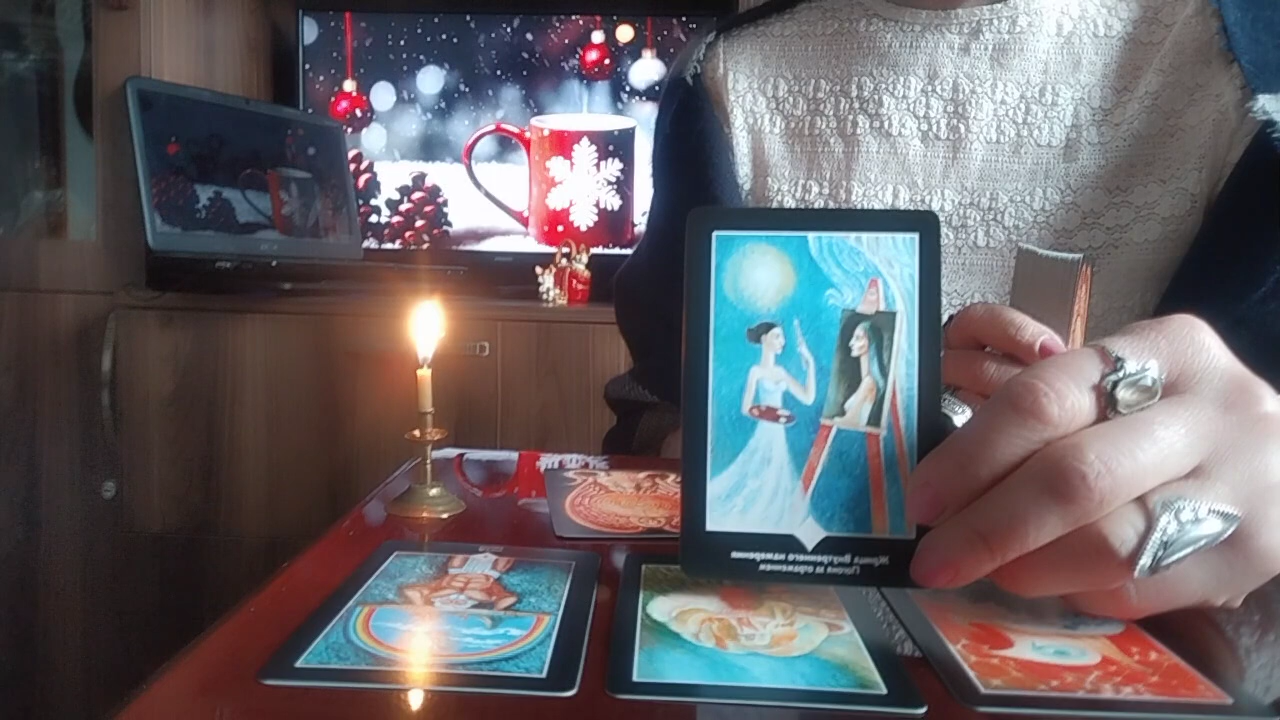 Жрица Внутреннего намерения
Погоня за отражением